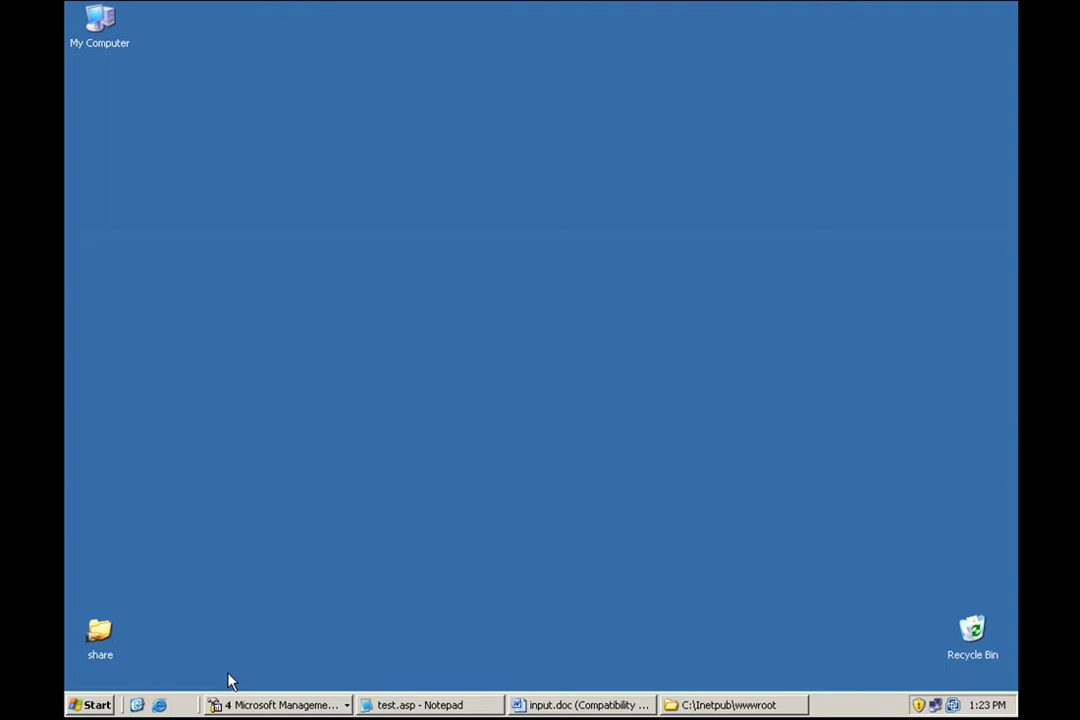 My Computer
share
Recycle Bin
Start
4 Microsoft Manageme...
test.asp - Notepad
input.doc (Compatibility ...
C:\Inetpub\wwwroot
1:23 PM